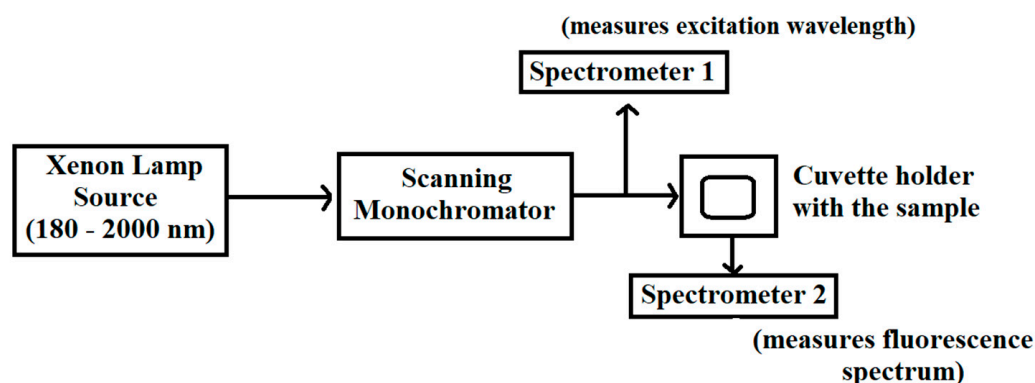 (measures excitation wavelength)
Spectrometer 1
Xenon Lamp
Source
(180 - 2000 nm)
Scanning
Monochromator
Cuvette holder
with the sample
Spectrometer 2
(measures fluorescence
spectrum)